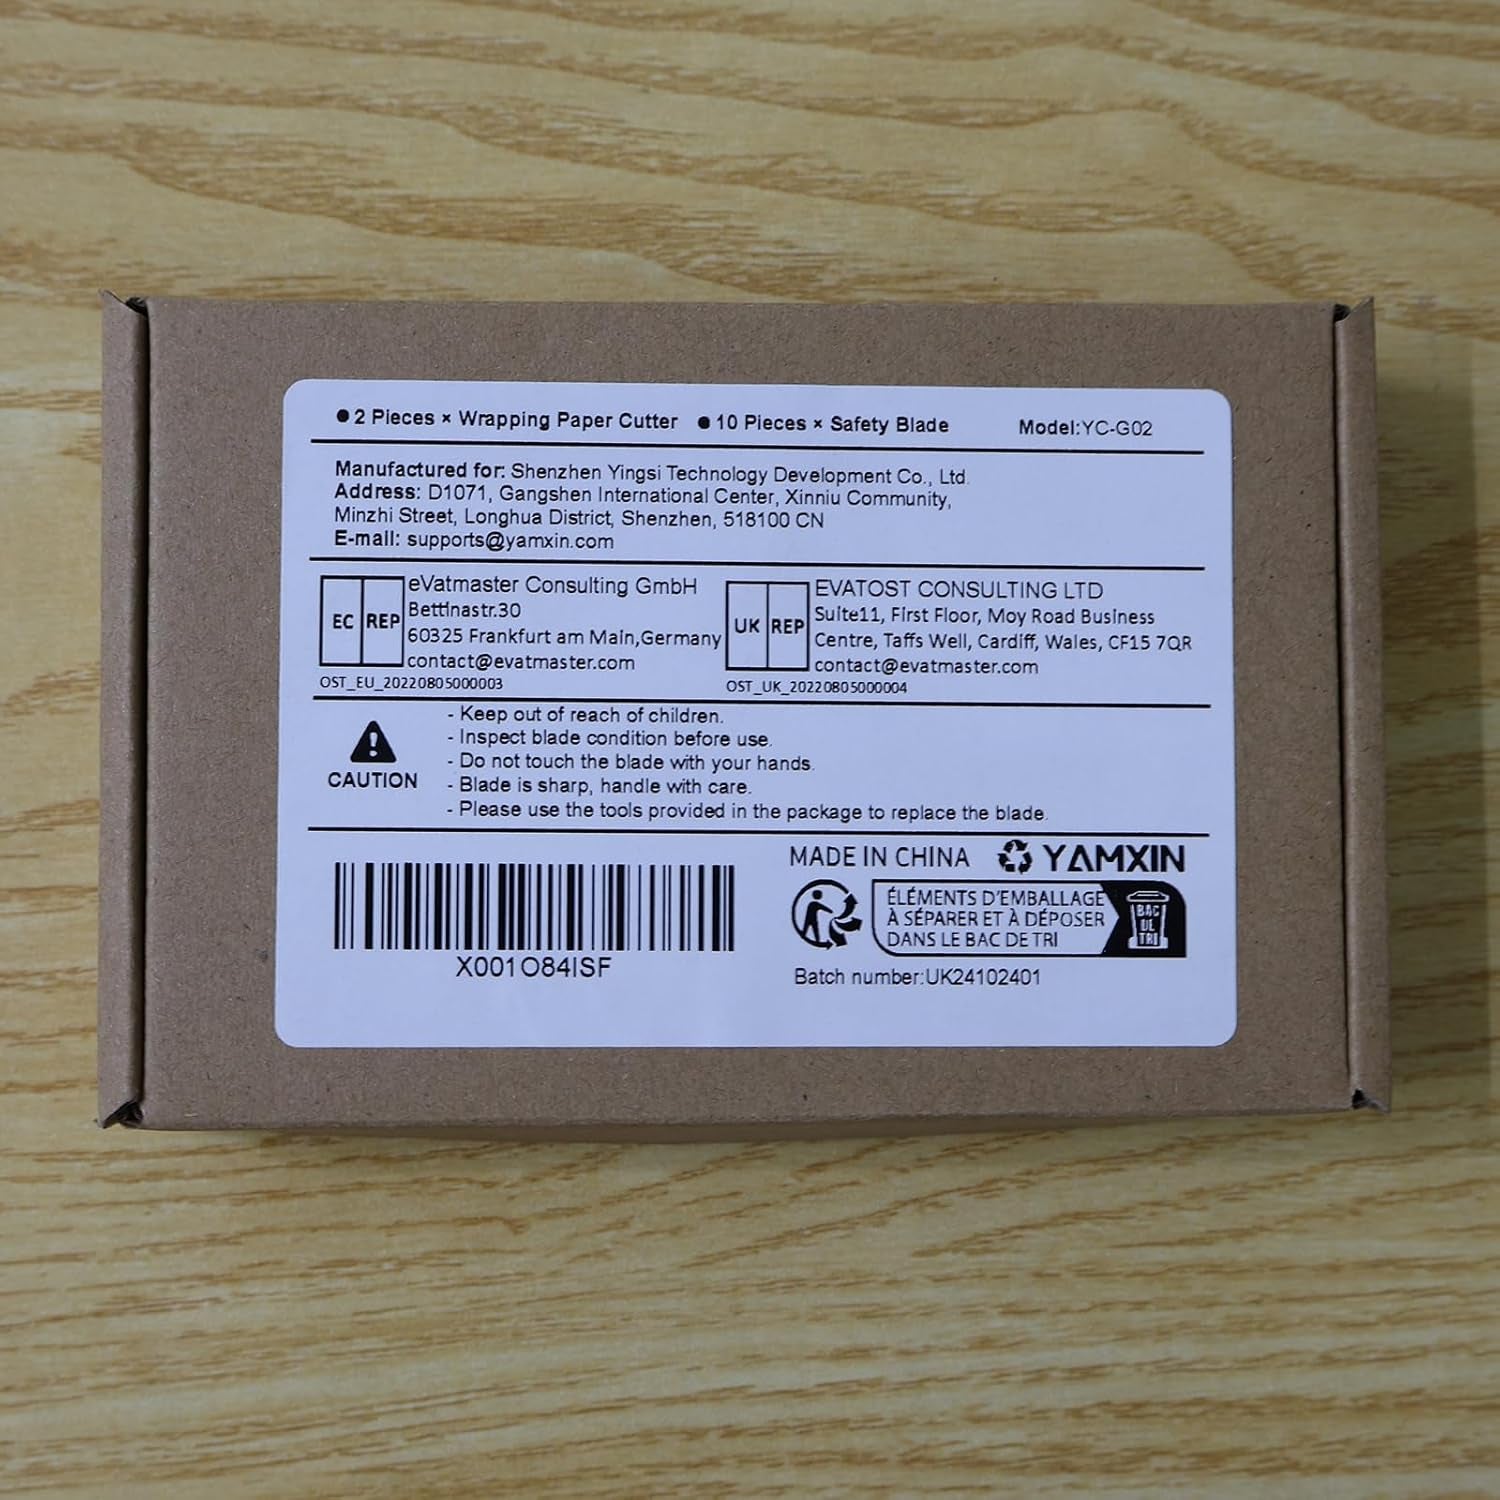 ●2 Pieces × Wrapping Paper Cutter ●10 Pieces × Safety Blade Model:YC-G02
Manufactured for: Shenzhen Yingsi Technology Development Co., Ltd.
Address: D1071, Gangshen International Center, Xinniu Community,
Minzhi Street, Longhua District, Shenzhen, 518100 CN
E-mail: supports@yamxin.com
EC REP
eVatmaster Consulting GmbH
Bettinastr.30
60325 Frankfurt am Main,Germany
contact@evatmaster.com
OST_EU_20220805000003
UK REP
EVATOST CONSULTING LTD
Suite11, First Floor, Moy Road Business
Centre, Taffs Well, Cardiff, Wales, CF15 7QR
contact@evatmaster.com
OST_UK_20220805000004
CAUTION
- Keep out of reach of children.
- Inspect blade condition before use.
- Do not touch the blade with your hands.
- Blade is sharp, handle with care.
- Please use the tools provided in the package to replace the blade.
X001O84ISF
MADE IN CHINA YAMXIN
ÉLÉMENTS D'EMBALLAGE
À SÉPARER ET À DÉPOSER
DANS LE BAC DE TRI
BAC
DE
TRI
Batch number:UK24102401